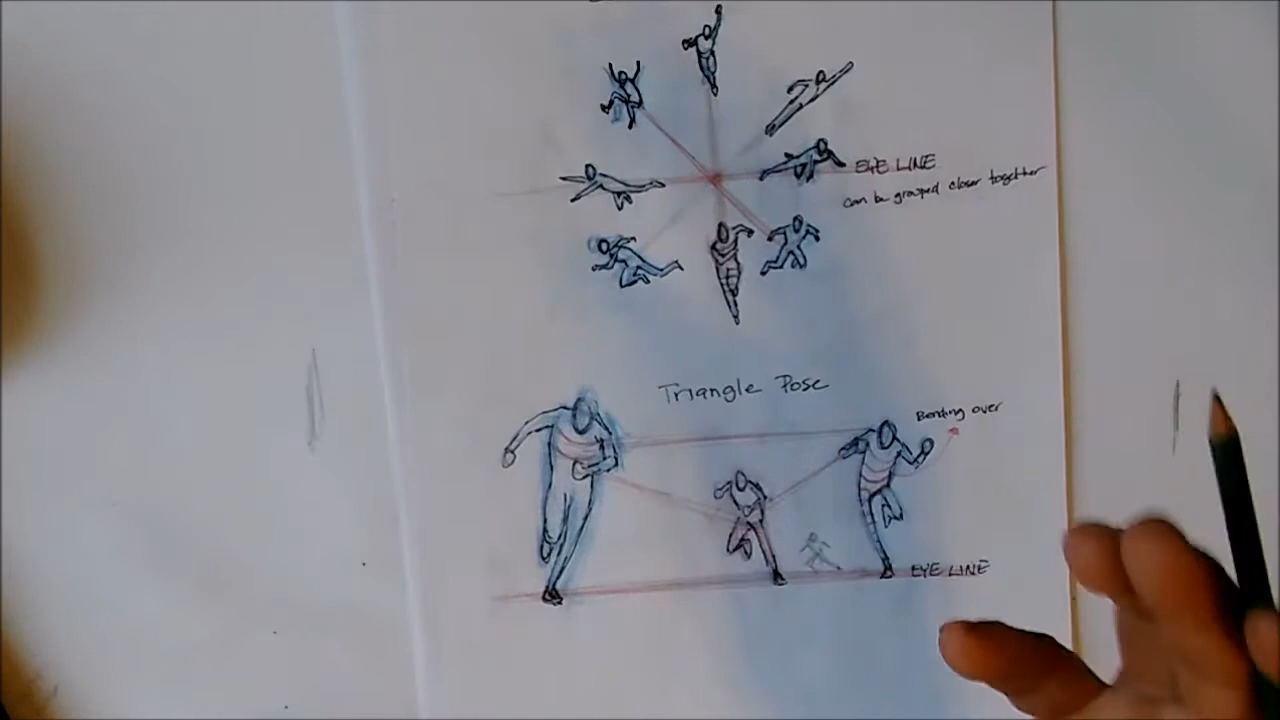 EYE LINE
can be grouped closer together
Triangle Pose
Bending over
EYE LINE